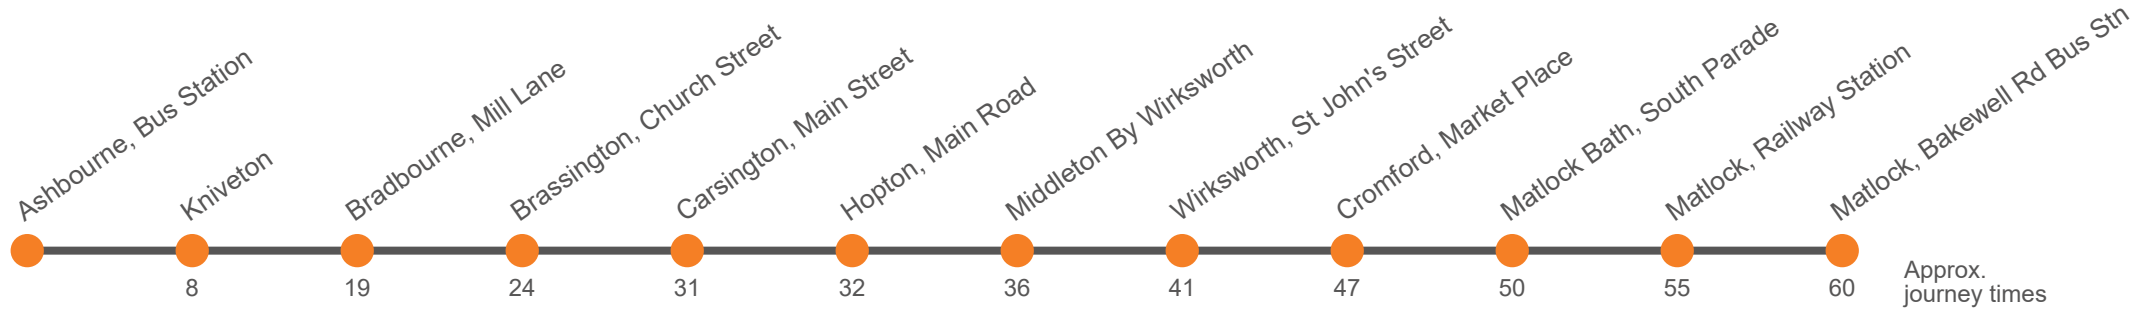 Ashbourne, Bus Station
Kniveton
Bradbourne, Mill Lane
Brassington, Church Street
Carsington, Main Street
Hopton, Main Road
Middleton By Wirksworth
Wirksworth, St John's Street
Cromford, Market Place
Matlock Bath, South Parade
Matlock, Railway Station
Matlock, Bakewell Rd Bus Stn
8 19 24 31 32 36 41 47 50 55 60
Approx.
journey times